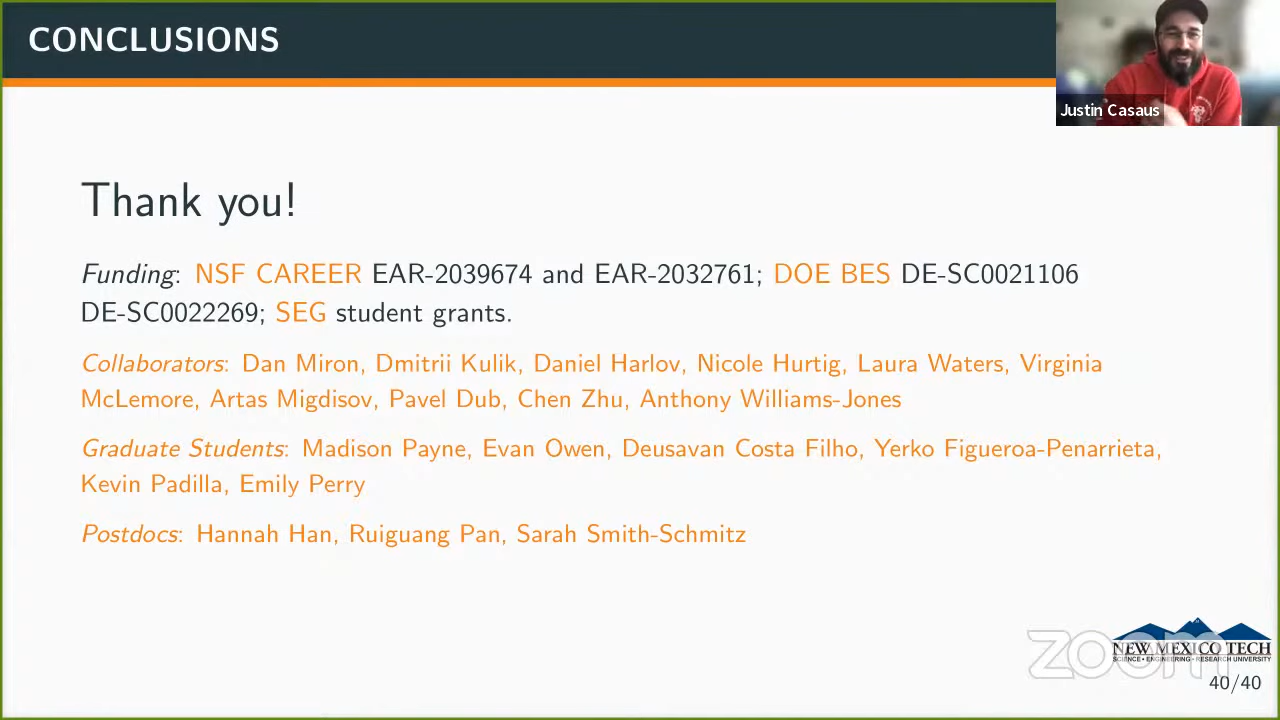 CONCLUSIONS
Justin Casaus
Thank you!
Funding: NSF CAREER EAR-2039674 and EAR-2032761; DOE BES DE-SC0021106
DE-SC0022269; SEG student grants.
Collaborators: Dan Miron, Dmitrii Kulik, Daniel Harlov, Nicole Hurtig, Laura Waters, Virginia
McLemore, Artas Migdisov, Pavel Dub, Chen Zhu, Anthony Williams-Jones
Graduate Students: Madison Payne, Evan Owen, Deusavan Costa Filho, Yerko Figueroa-Penarrieta,
Kevin Padilla, Emily Perry
Postdocs: Hannah Han, Ruiguang Pan, Sarah Smith-Schmitz
zoom
NEW MEXICO TECH
SCIENCE • ENGINEERING • RESEARCH UNIVERSITY
40/40